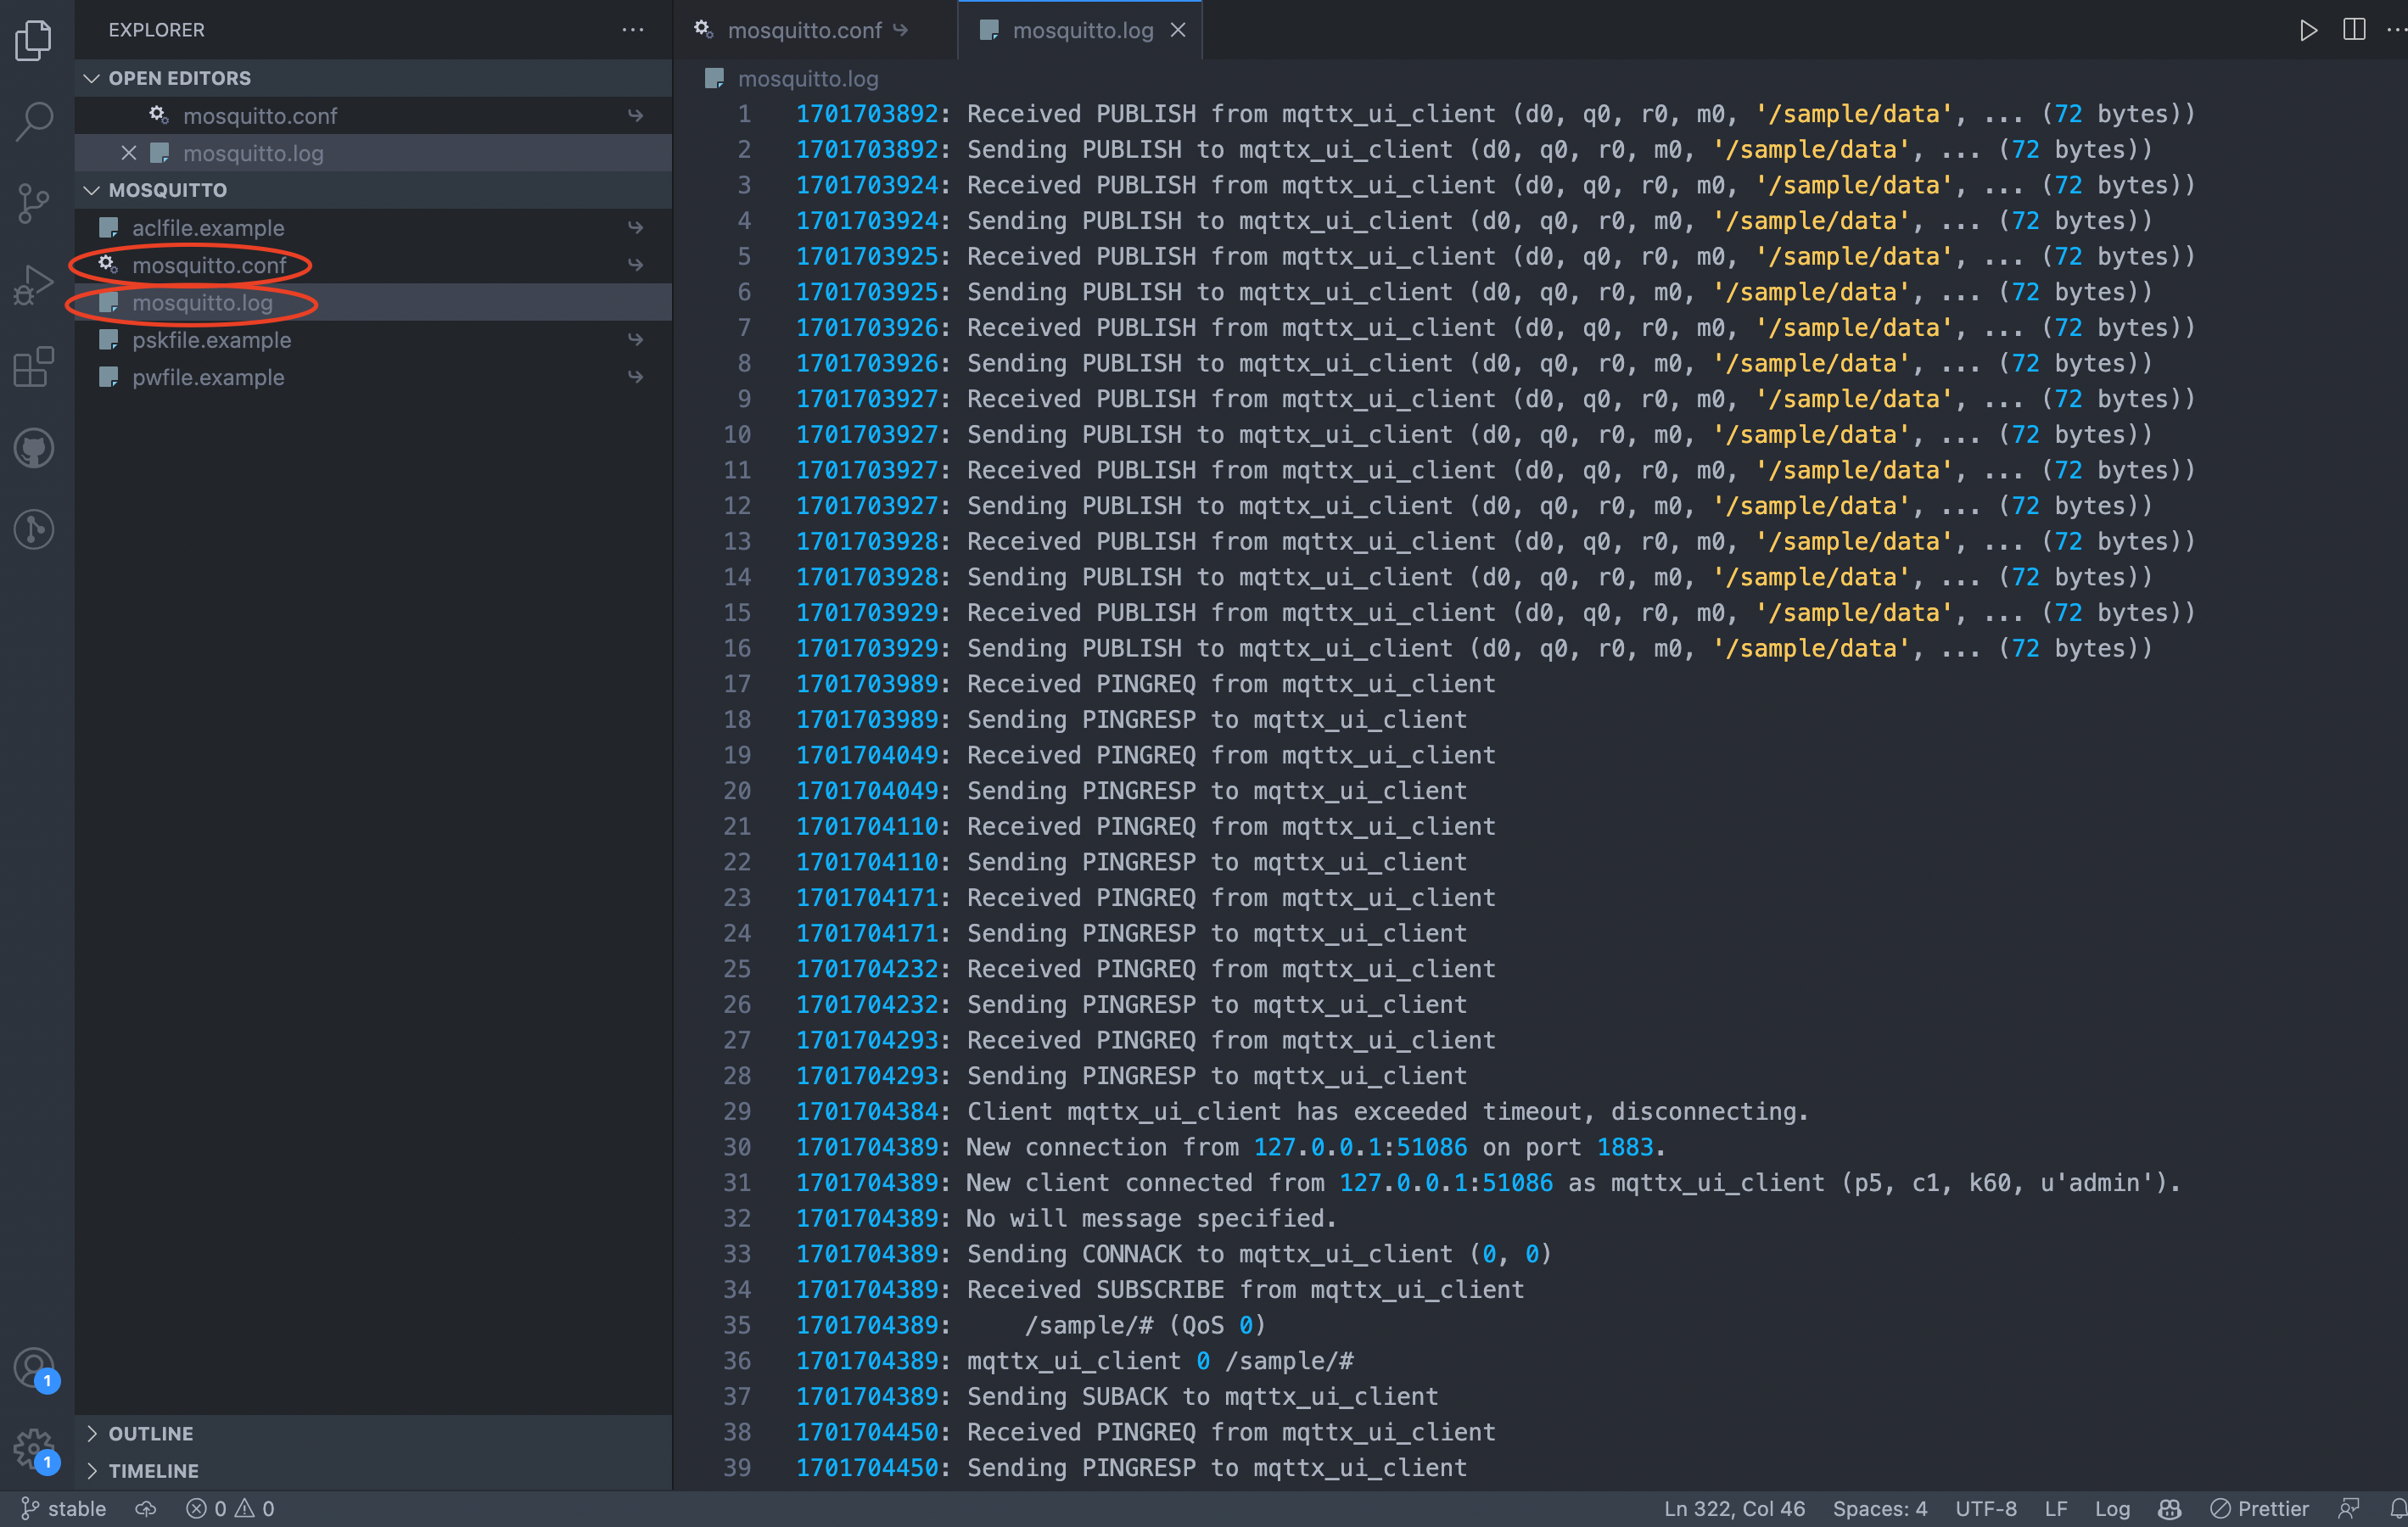 EXPLORER
OPEN EDITORS
mosquitto.conf
mosquitto.log
MOSQUITTO
aclfile.example
mosquitto.conf
mosquitto.log
pskfile.example
pwfile.example
OUTLINE
TIMELINE
1
1
mosquitto.conf
mosquitto.log
mosquitto.log
1 1701703892: Received PUBLISH from mqttx_ui_client (d0, q0, r0, m0, '/sample/data', ... (72 bytes))
2 1701703892: Sending PUBLISH to mqttx_ui_client (d0, q0, r0, m0, '/sample/data', ... (72 bytes))
3 1701703924: Received PUBLISH from mqttx_ui_client (d0, q0, r0, m0, '/sample/data', ... (72 bytes))
4 1701703924: Sending PUBLISH to mqttx_ui_client (d0, q0, r0, m0, '/sample/data', ... (72 bytes))
5 1701703925: Received PUBLISH from mqttx_ui_client (d0, q0, r0, m0, '/sample/data', ... (72 bytes))
6 1701703925: Sending PUBLISH to mqttx_ui_client (d0, q0, r0, m0, '/sample/data', ... (72 bytes))
7 1701703926: Received PUBLISH from mqttx_ui_client (d0, q0, r0, m0, '/sample/data', ... (72 bytes))
8 1701703926: Sending PUBLISH to mqttx_ui_client (d0, q0, r0, m0, '/sample/data', ... (72 bytes))
9 1701703927: Received PUBLISH from mqttx_ui_client (d0, q0, r0, m0, '/sample/data', ... (72 bytes))
10 1701703927: Sending PUBLISH to mqttx_ui_client (d0, q0, r0, m0, '/sample/data', ... (72 bytes))
11 1701703927: Received PUBLISH from mqttx_ui_client (d0, q0, r0, m0, '/sample/data', ... (72 bytes))
12 1701703927: Sending PUBLISH to mqttx_ui_client (d0, q0, r0, m0, '/sample/data', ... (72 bytes))
13 1701703928: Received PUBLISH from mqttx_ui_client (d0, q0, r0, m0, '/sample/data', ... (72 bytes))
14 1701703928: Sending PUBLISH to mqttx_ui_client (d0, q0, r0, m0, '/sample/data', ... (72 bytes))
15 1701703929: Received PUBLISH from mqttx_ui_client (d0, q0, r0, m0, '/sample/data', ... (72 bytes))
16 1701703929: Sending PUBLISH to mqttx_ui_client (d0, q0, r0, m0, '/sample/data', ... (72 bytes))
17 1701703989: Received PINGREQ from mqttx_ui_client
18 1701703989: Sending PINGRESP to mqttx_ui_client
19 1701704049: Received PINGREQ from mqttx_ui_client
20 1701704049: Sending PINGRESP to mqttx_ui_client
21 1701704110: Received PINGREQ from mqttx_ui_client
22 1701704110: Sending PINGRESP to mqttx_ui_client
23 1701704171: Received PINGREQ from mqttx_ui_client
24 1701704171: Sending PINGRESP to mqttx_ui_client
25 1701704232: Received PINGREQ from mqttx_ui_client
26 1701704232: Sending PINGRESP to mqttx_ui_client
27 1701704293: Received PINGREQ from mqttx_ui_client
28 1701704293: Sending PINGRESP to mqttx_ui_client
29 1701704384: Client mqttx_ui_client has exceeded timeout, disconnecting.
30 1701704389: New connection from 127.0.0.1:51086 on port 1883.
31 1701704389: New client connected from 127.0.0.1:51086 as mqttx_ui_client (p5, c1, k60, u'admin').
32 1701704389: No will message specified.
33 1701704389: Sending CONNACK to mqttx_ui_client (0, 0)
34 1701704389: Received SUBSCRIBE from mqttx_ui_client
35 1701704389:     /sample/# (QoS 0)
36 1701704389: mqttx_ui_client 0 /sample/#
37 1701704389: Sending SUBACK to mqttx_ui_client
38 1701704450: Received PINGREQ from mqttx_ui_client
39 1701704450: Sending PINGRESP to mqttx_ui_client
stable 0 0 Ln 322, Col 46 Spaces: 4 UTF-8 LF Log Prettier